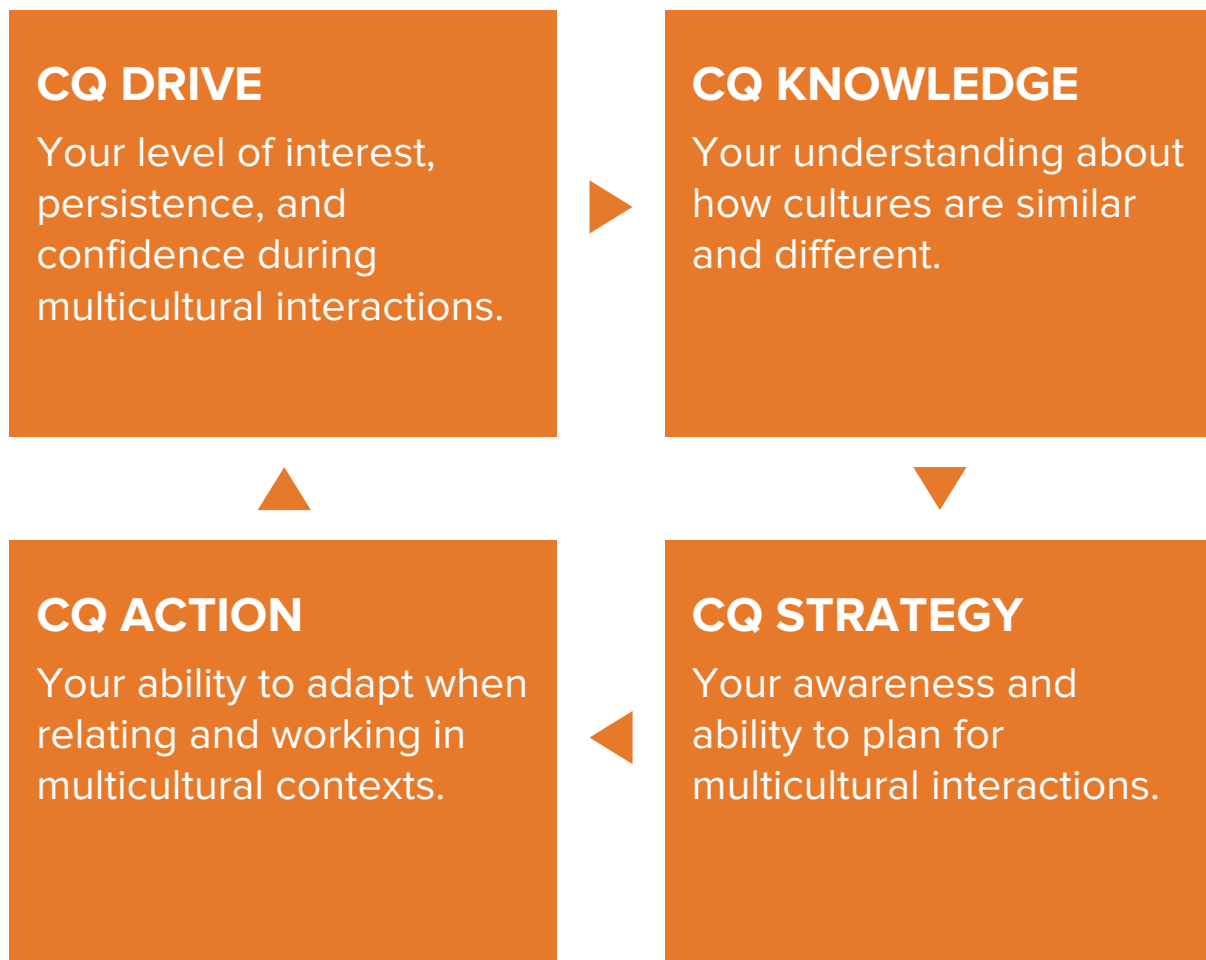 CQ DRIVE
Your level of interest,
persistence, and
confidence during
multicultural interactions.
CQ KNOWLEDGE
Your understanding about
how cultures are similar
and different.
CQ ACTION
Your ability to adapt when
relating and working in
multicultural contexts.
CQ STRATEGY
Your awareness and
ability to plan for
multicultural interactions.